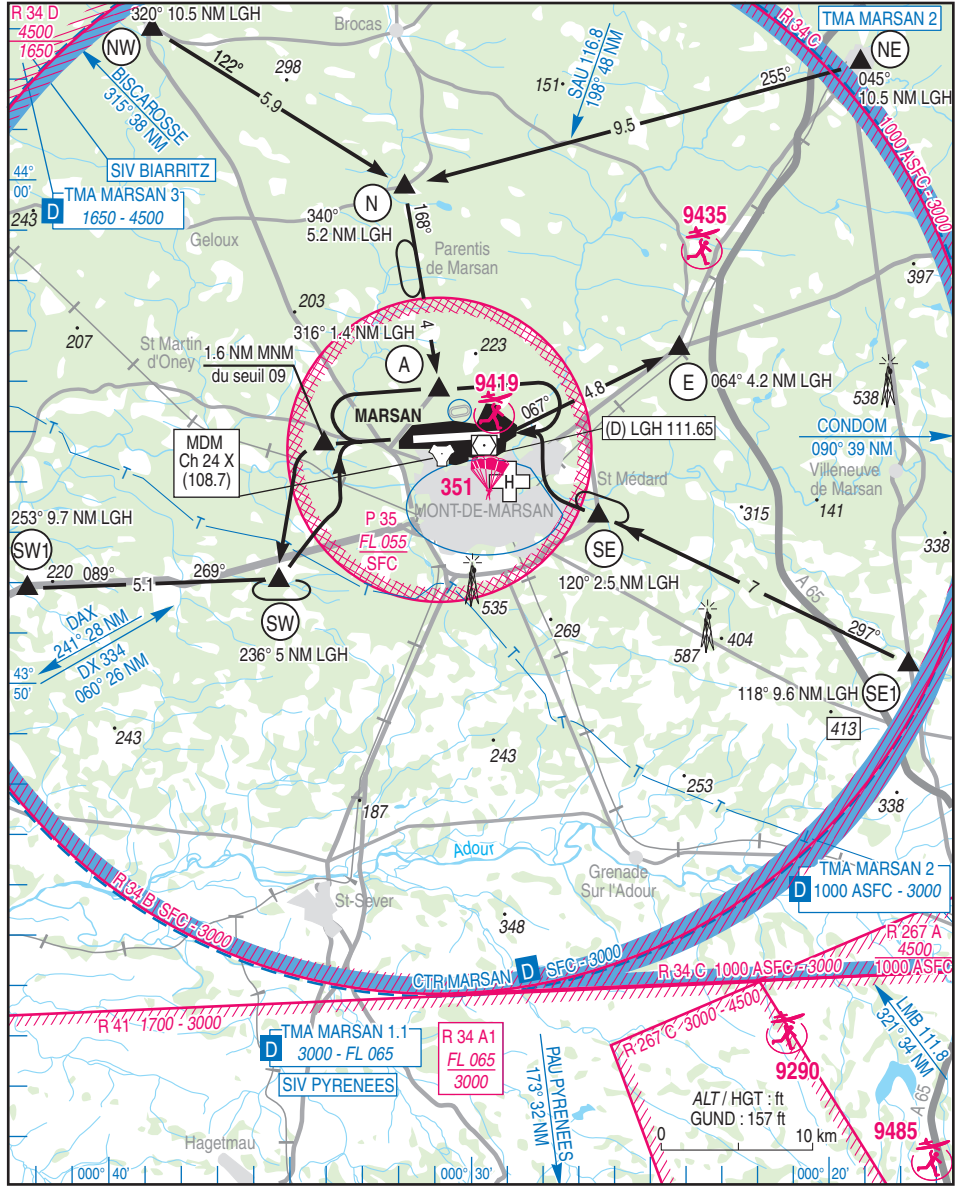 R 34 D
4500
1650
320° 10.5 NM LGH
NW
BISCAROSSE
315° 38 NM
122°
5.9
298
Brocas
151
SAU 116.8
198° 48 NM
R 34 C
TMA MARSAN 2
NE
045°
10.5 NM LGH
255°
9.5
1000 ASFC - 3000
44°
00'
SIV BIARRITZ
D
TMA MARSAN 3
1650 - 4500
243
Geloux
N
340°
5.2 NM LGH
168°
Parentis
de Marsan
9435
397
203
207
St Martin
d'Oney
1.6 NM MNM
du seuil 09
316° 1.4 NM LGH
A
4
223
MARSAN
9419
067°
4.8
E
064° 4.2 NM LGH
538
(D) LGH 111.65
CONDOM
090° 39 NM
Villeneuve
de Marsan
MDM
Ch 24 X
(108.7)
351
H
MONT-DE-MARSAN
St Médard
315
141
338
T
T
253° 9.7 NM LGH
SW1
220
089°
5.1
269°
P 35
FL 055
SFC
SW
236° 5 NM LGH
535
SE
120° 2.5 NM LGH
7
A 65
297°
DAX
241° 28 NM
DX 334
060° 26 NM
T
T
269
587
404
118° 9.6 NM LGH
SE1
413
43°
50'
243
243
T
253
T
338
187
Adour
Grenade
Sur l'Adour
TMA MARSAN 2
D
1000 ASFC - 3000
R 34 B SFC - 3000
St-Sever
348
CTR MARSAN
D
SFC - 3000
R 34 C 1000 ASFC - 3000
R 267 A
4500
1000 ASFC
R 41 1700 - 3000
D
TMA MARSAN 1.1
3000 - FL 065
SIV PYRENEES
R 34 A1
FL 065
3000
PAU PYRENEES
173° 32 NM
R 267 C - 3000 - 4500
9290
LMB 111.8
321° 34 NM
A 65
ALT / HGT : ft
GUND : 157 ft
0
10 km
9485
Hagetmau
000° 40'
000° 30'
000° 20'